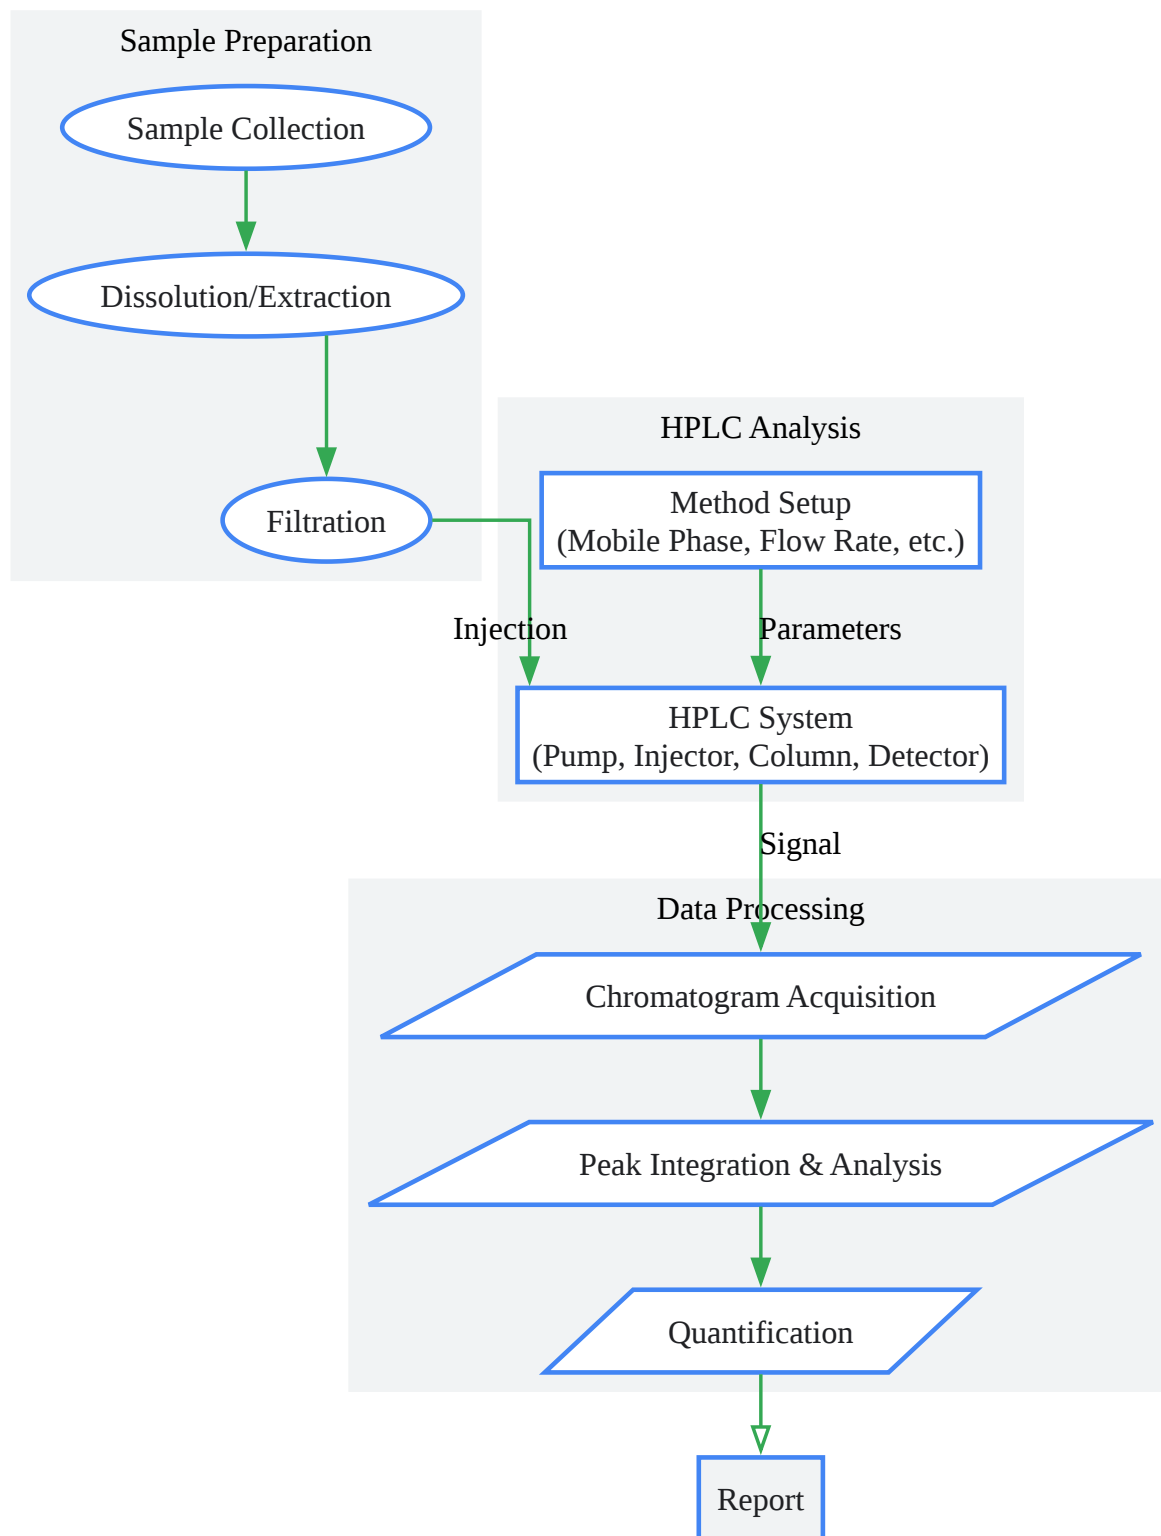 Sample Preparation
Sample Collection
Dissolution/Extraction
Filtration
HPLC Analysis
Method Setup
(Mobile Phase, Flow Rate, etc.)
Injection
Parameters
HPLC System
(Pump, Injector, Column, Detector)
Signal
Data Processing
Chromatogram Acquisition
Peak Integration & Analysis
Quantification
Report